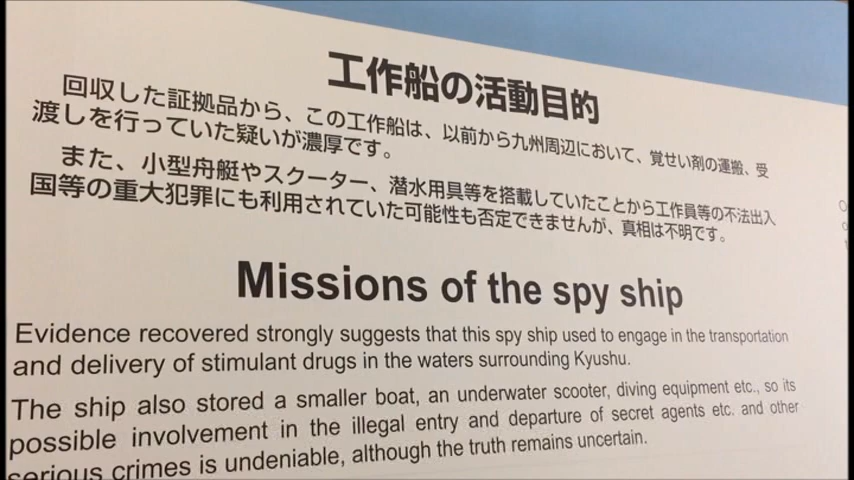 工作船の活動目的
回収した証拠品から、この工作船は、以前から九州周辺において、覚せい剤の運搬、受
渡しを行っていた疑いが濃厚です。
また、小型舟艇やスクーター、潜水用具等を搭載していたことから工作員等の不法出入
国等の重大犯罪にも利用されていた可能性も否定できませんが、真相は不明です。
Missions of the spy ship
Evidence recovered strongly suggests that this spy ship used to engage in the transportation
and delivery of stimulant drugs in the waters surrounding Kyushu.
The ship also stored a smaller boat, an underwater scooter, diving equipment etc., so its
possible involvement in the illegal entry and departure of secret agents etc. and other
serious crimes is undeniable, although the truth remains uncertain.